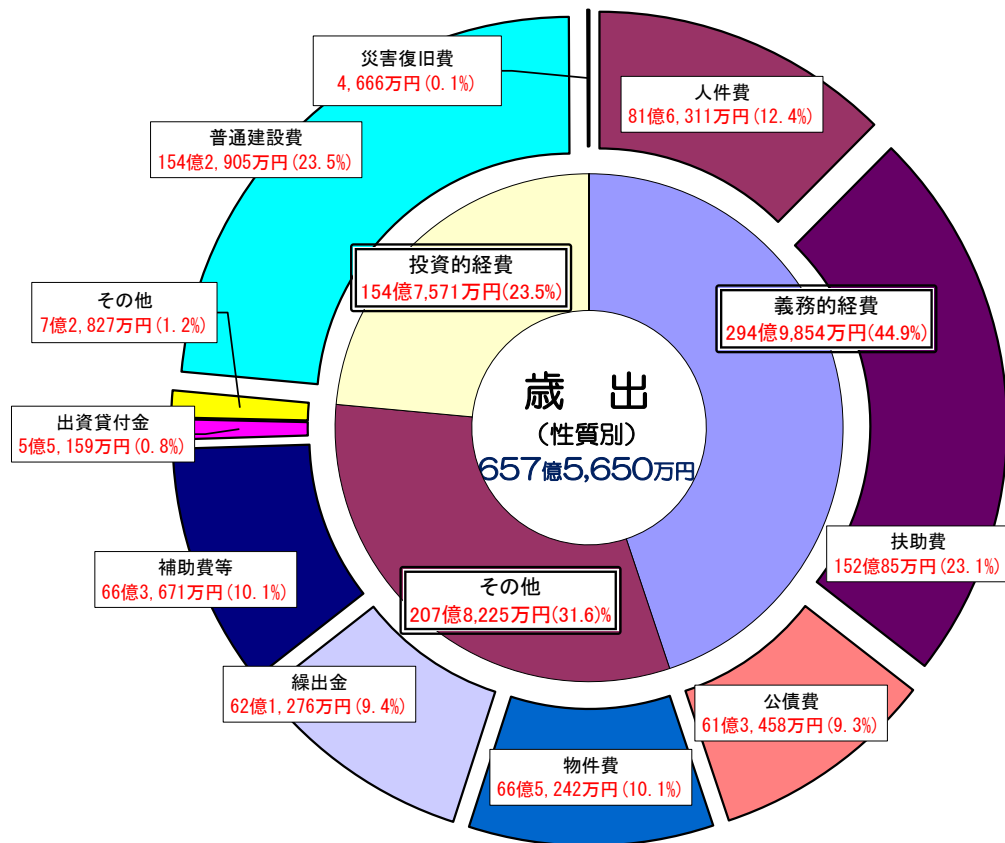 災害復旧費
4,666万円(0.1%)
人件費
81億6,311万円(12.4%)
普通建設費
154億2,905万円(23.5%)
投資的経費
154億7,571万円(23.5%)
義務的経費
294億9,854万円(44.9%)
その他
7億2,827万円(1.2%)
歳 出
(性質別)
657億5,650万円
出資貸付金
5億5,159万円(0.8%)
扶助費
152億85万円(23.1%)
補助費等
66億3,671万円(10.1%)
その他
207億8,225万円(31.6)%
繰出金
62億1,276万円(9.4%)
公債費
61億3,458万円(9.3%)
物件費
66億5,242万円(10.1%)